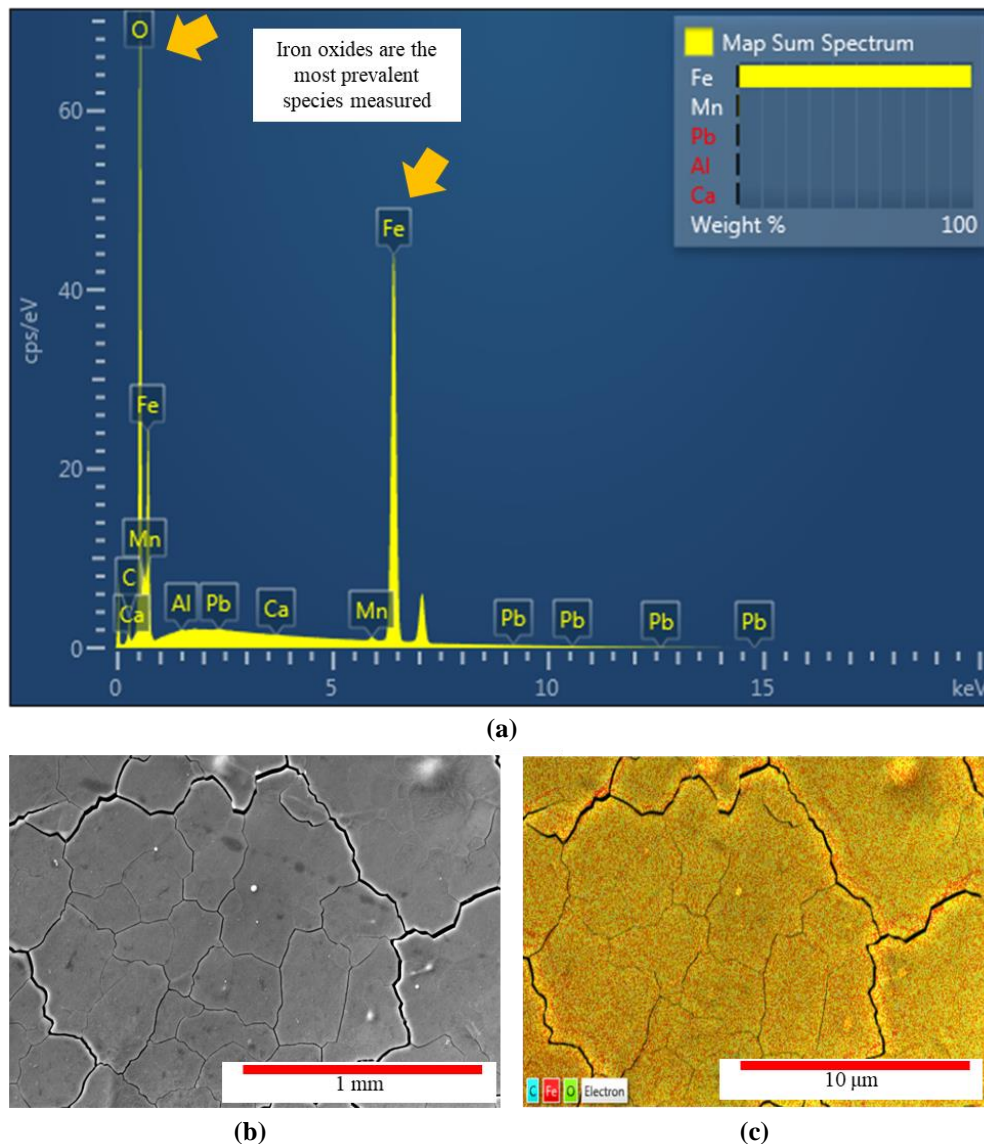 O
Iron oxides are the
most prevalent
species measured
Map Sum Spectrum
Fe
Mn
Pb
Al
Ca
Weight % 100
60
Fe
40
cps/eV
Fe
20
Mn
C
Ca Al Pb Ca Mn Pb Pb Pb Pb
0
0 5 10 15 keV
(a)
1 mm
10 μm
C Fe O Electron
(b) (c)